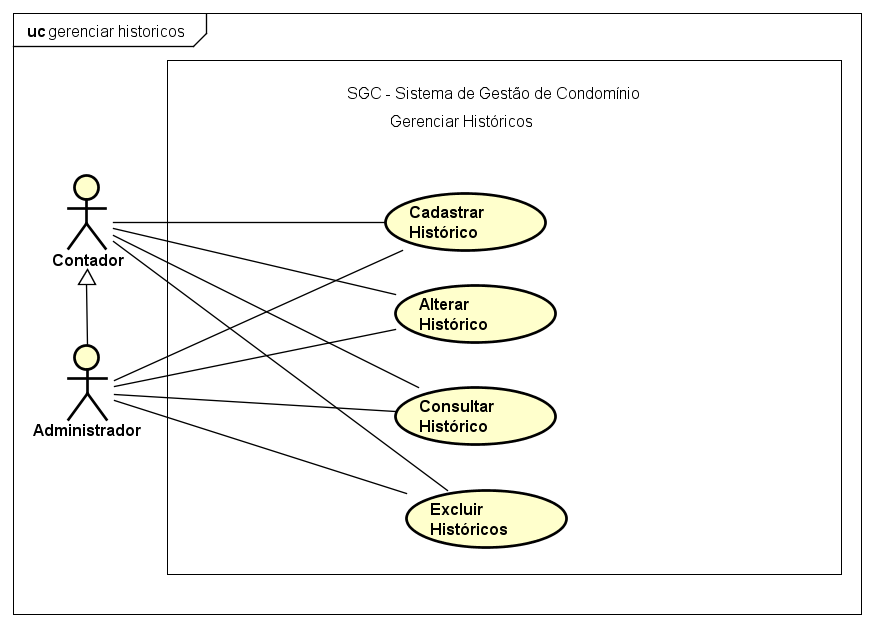 uc gerenciar historicos
SGC - Sistema de Gestão de Condomínio
Gerenciar Históricos
Contador
Administrador
Cadastrar
Histórico
Alterar
Histórico
Consultar
Histórico
Excluir
Históricos